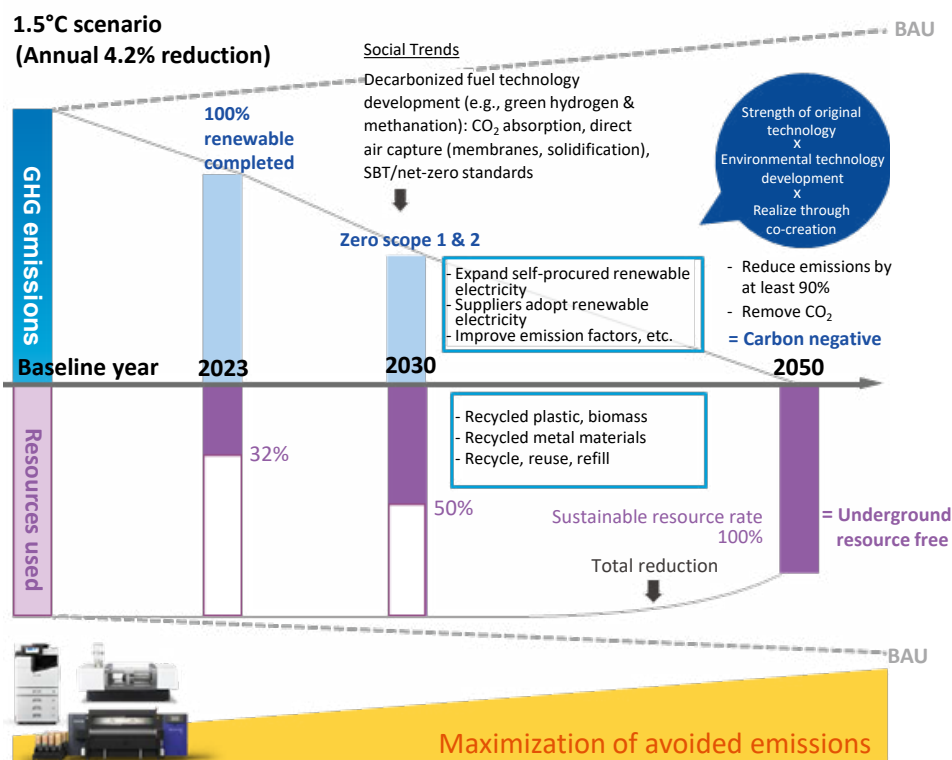 1.5°C scenario
(Annual 4.2% reduction)
BAU
Social Trends
Decarbonized fuel technology
development (e.g., green hydrogen &
methanation): CO₂ absorption, direct
air capture (membranes, solidification),
SBT/net-zero standards
100%
renewable
completed
Strength of original
technology
x
Environmental technology
development
x
Realize through
co-creation
GHG emissions
Zero scope 1 & 2
- Expand self-procured renewable
electricity
- Suppliers adopt renewable
electricity
- Improve emission factors, etc.
- Reduce emissions by
at least 90%
- Remove CO₂
= Carbon negative
Baseline year
2023
2030
2050
Resources used
32%
50%
- Recycled plastic, biomass
- Recycled metal materials
- Recycle, reuse, refill
Sustainable resource rate
100%
= Underground
resource free
Total reduction
BAU
Maximization of avoided emissions